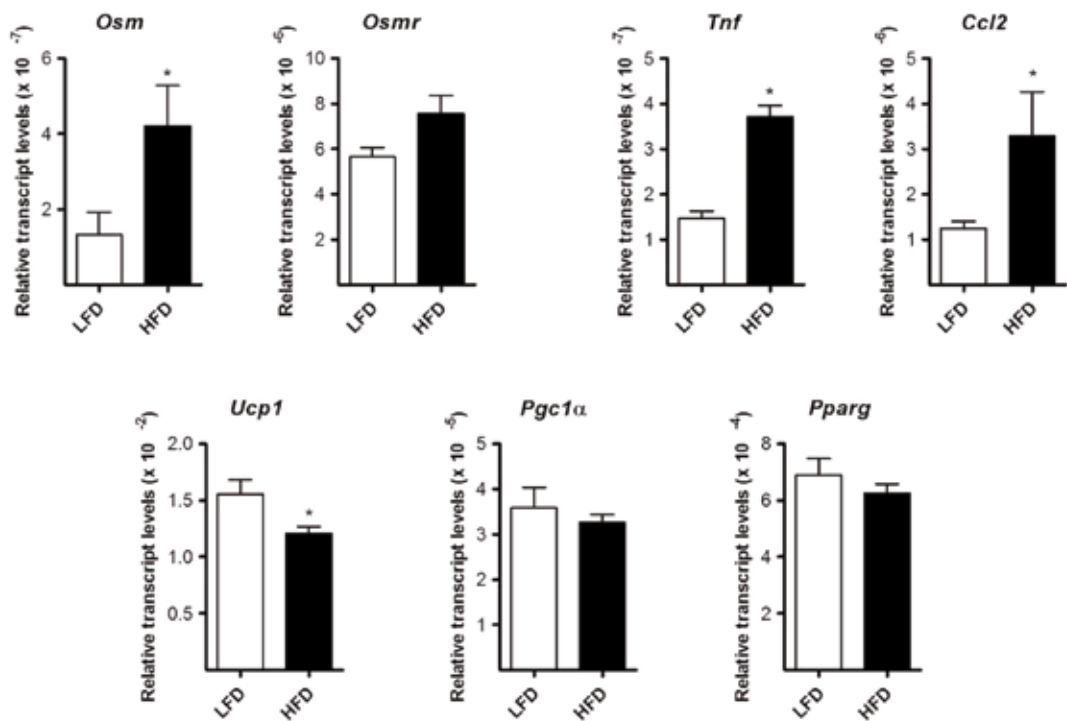 Osm
Relative transcript levels (x 10 -7)
6
4
2
*
LFD
HFD
Osmr
Relative transcript levels (x 10 -6)
10
8
6
4
2
LFD
HFD
Tnf
Relative transcript levels (x 10 -7)
5
4
3
2
1
*
LFD
HFD
Ccl2
Relative transcript levels (x 10 -6)
5
4
3
2
1
*
LFD
HFD
Ucp1
Relative transcript levels (x 10 -2)
2.0
1.5
1.0
0.5
*
LFD
HFD
Pgc1α
Relative transcript levels (x 10 -5)
5
4
3
2
1
LFD
HFD
Pparg
Relative transcript levels (x 10 -4)
8
6
4
2
LFD
HFD